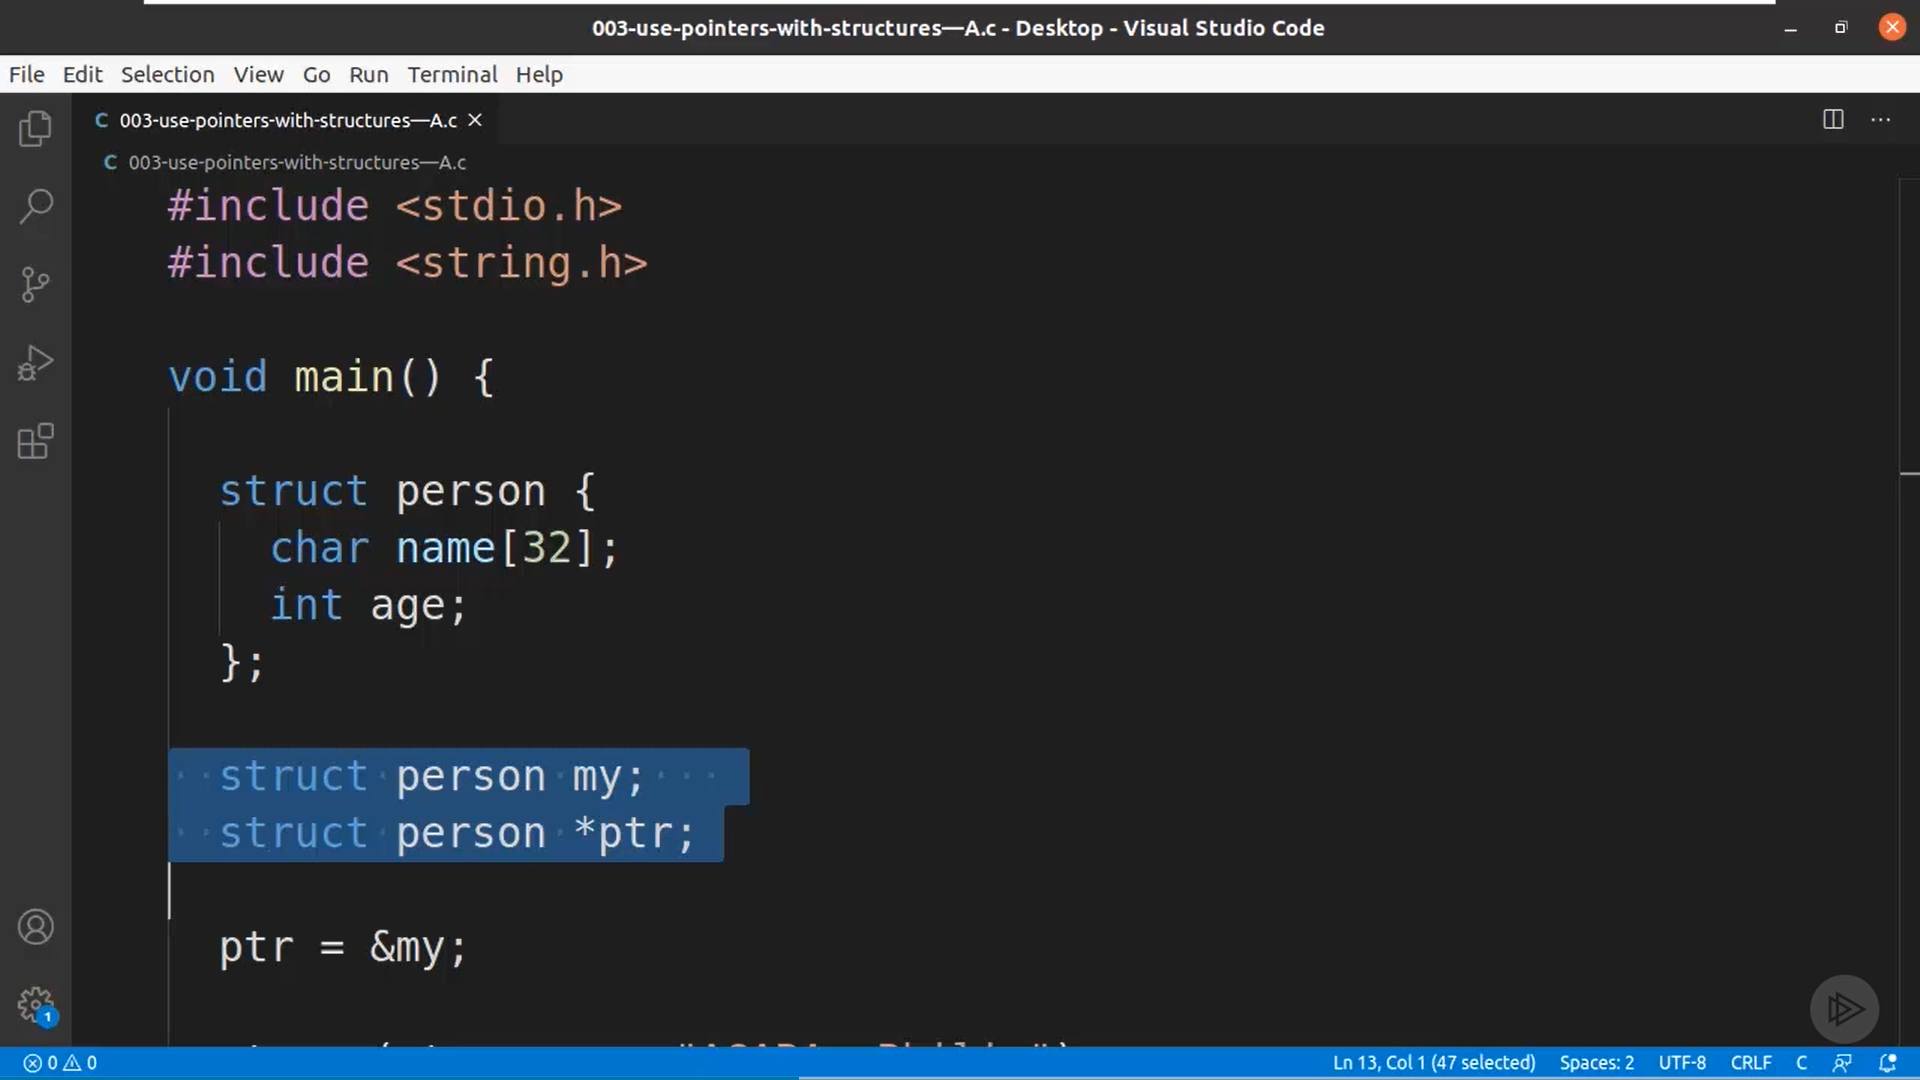 003-use-pointers-with-structures—A.c - Desktop - Visual Studio Code
File Edit Selection View Go Run Terminal Help
C 003-use-pointers-with-structures—A.c
C 003-use-pointers-with-structures—A.c
#include <stdio.h>
#include <string.h>
void main() {
struct person {
char name[32];
int age;
};
struct person my;
struct person *ptr;
ptr = &my;
1
0 0 Ln 13, Col 1 (47 selected) Spaces: 2 UTF-8 CRLF C